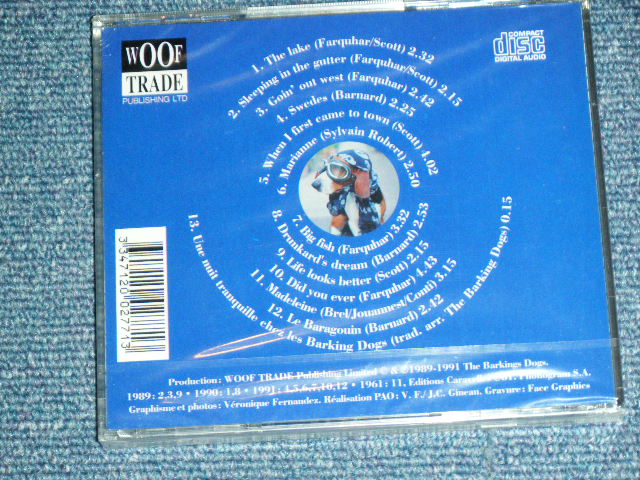 WOOF
TRADE
PUBLISHING LTD
COMPACT
disc
DIGITAL AUDIO
1. The lake (Farquhar/Scott) 2.32
2. Sleeping in the gutter (Farquhar/Scott) 2.15
3. Goin' out west (Farquhar) 2.42
4. Swedes (Barnard) 2.25
5. When I first came to town (Scott) 4.02
6. Marianne (Sylvain Robert) 2.50
7. Big fish (Farquhar) 3.32
8. Drunkard's dream (Barnard) 2.53
9. Life looks better (Scott) 2.15
10. Did you ever (Farquhar) 4.43
11. Madeleine (Brel/Jouannest/Conti) 3.15
12. Le Baragouin (Barnard) 2.42
13. Une nuit tranquille chez les Barking Dogs (trad. arr. The Barking Dogs) 0.15
3347120027713
Production: WOOF TRADE Publishing Limited © & ℗1989-1991 The Barkings Dogs.
1989: 2,3,9 • 1990: 1,8 • 1991: 4,5,6,7,10,12 • 1961: 11, Editions Phonogram S.A.
Graphisme et photos: Véronique Fernandez. Réalisation PAO: V. F./ J.C. Gineau. Gravure: Face Graphics